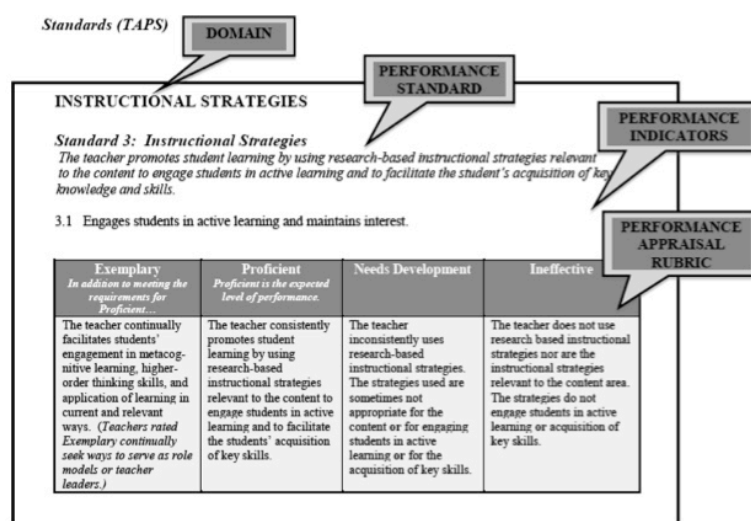 Standards (TAPS)
DOMAIN
PERFORMANCE
STANDARD
INSTRUCTIONAL STRATEGIES
PERFORMANCE
INDICATORS
Standard 3: Instructional Strategies
The teacher promotes student learning by using research-based instructional strategies relevant
to the content to engage students in active learning and to facilitate the student's acquisition of key
knowledge and skills.
3.1 Engages students in active learning and maintains interest.
PERFORMANCE
APPRAISAL
RUBRIC
Exemplary
In addition to meeting the
requirements for
Proficient…
Proficient
Proficient is the expected
level of performance.
Needs Development
Ineffective
The teacher continually
facilitates students'
engagement in metacog-
nitive learning, higher-
order thinking skills, and
application of learning in
current and relevant
ways. (Teachers rated
Exemplary continually
seek ways to serve as role
models or teacher
leaders.)
The teacher consistently
promotes student
learning by using
research-based
instructional strategies
relevant to the content to
engage students in active
learning and to facilitate
the students' acquisition
of key skills.
The teacher
inconsistently uses
research-based
instructional strategies.
The strategies used are
sometimes not
appropriate for the
content or for engaging
students in active
learning or for the
acquisition of key skills.
The teacher does not use
research based instructional
strategies nor are the
instructional strategies
relevant to the content area.
The strategies do not
engage students in active
learning or acquisition of
key skills.